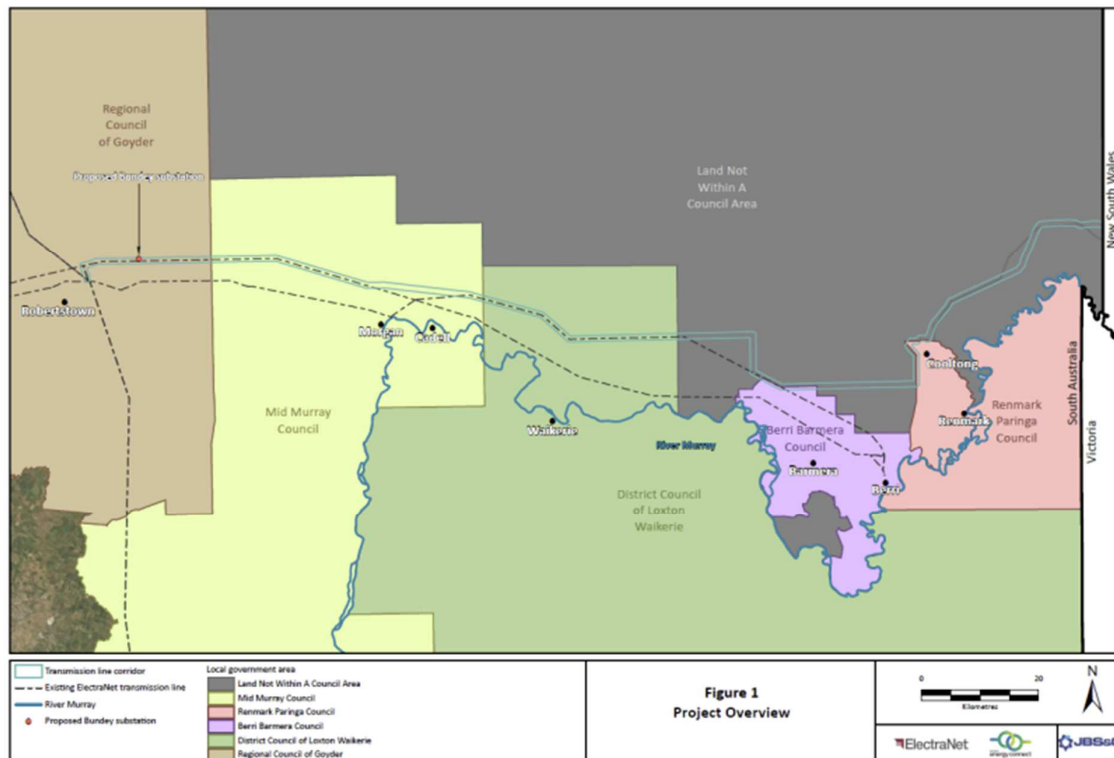 Regional
Council
of Goyder
Proposed Bundey substation
Land Not
Within A
Council Area
New South Wales
Robertstown
Morgan
Cadell
Cooltong
Mid Murray
Council
Waikerie
River Murray
Berri Barmera
Council
Barmera
Berri
Renmark
Renmark
Paringa
Council
South Australia
Victoria
District Council
of Loxton
Waikerie
Transmission line corridor
Existing ElectraNet transmission line
River Murray
Proposed Bundey substation
Local government area
Land Not Within A Council Area
Mid Murray Council
Renmark Paringa Council
Berri Barmera Council
District Council of Loxton Waikerie
Regional Council of Goyder
Figure 1
Project Overview
0 20
Kilometres
N
ElectraNet
energy connect